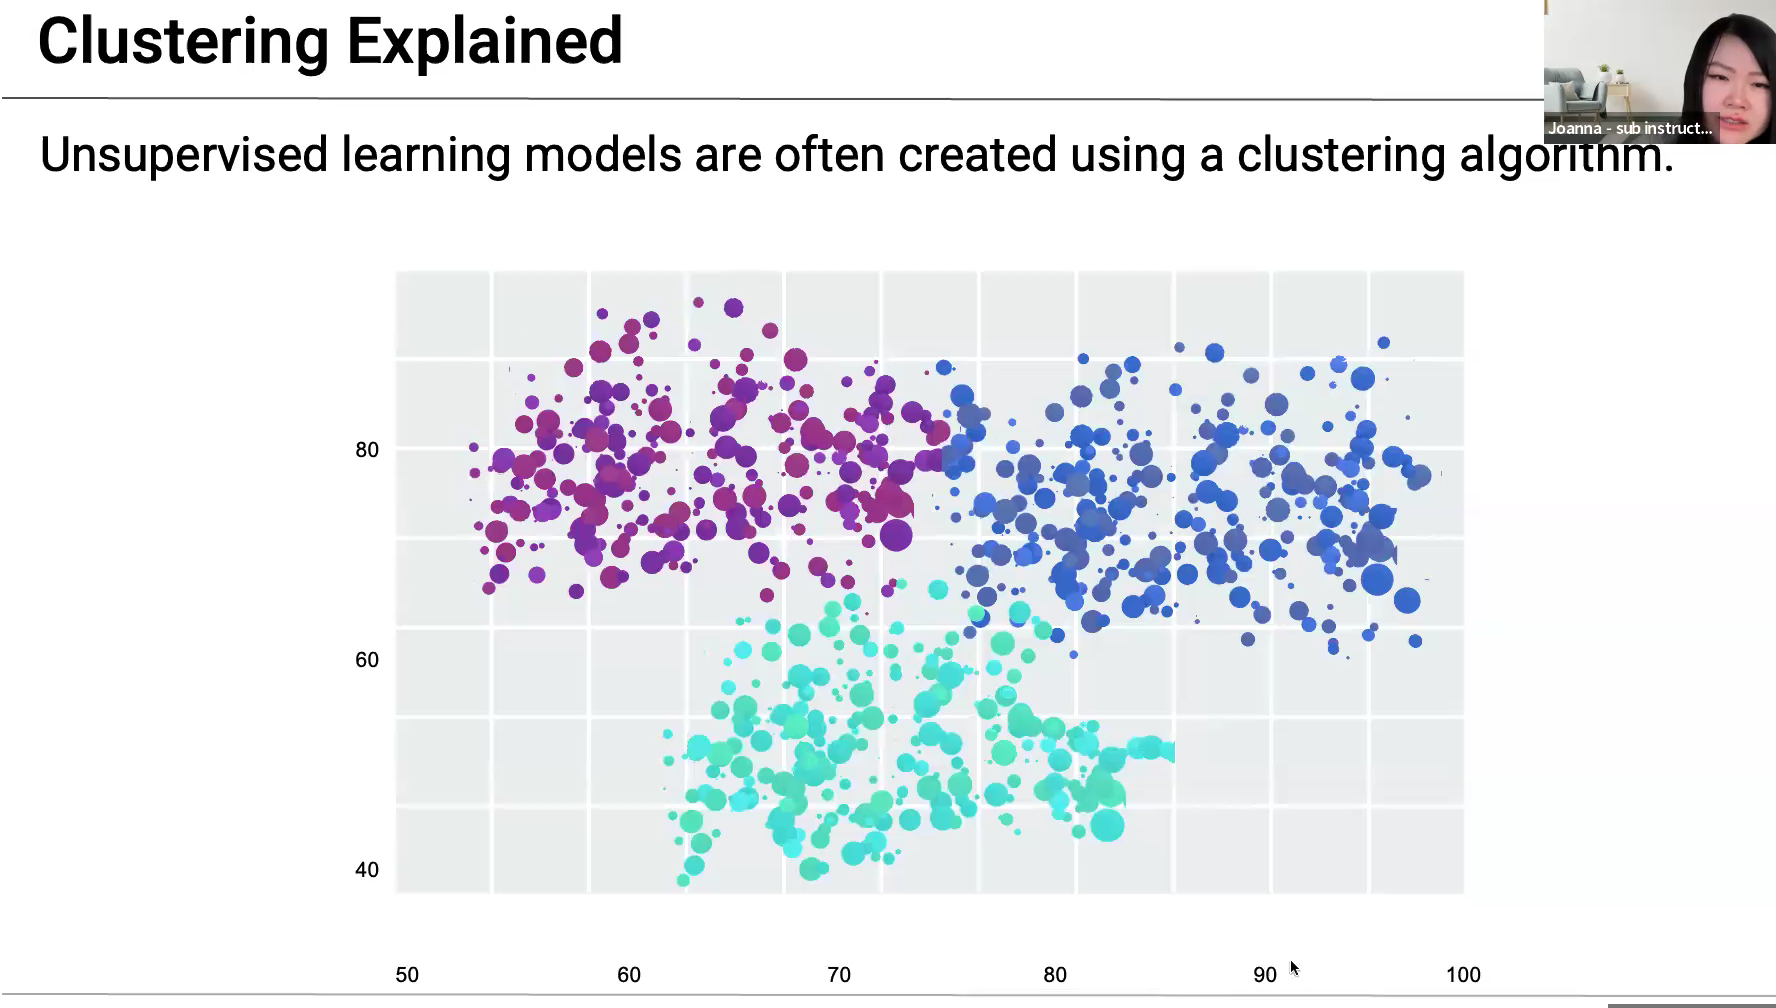 Clustering Explained
Joanna - sub instruct...
Unsupervised learning models are often created using a clustering algorithm.
80
60
40
50 60 70 80 90 100